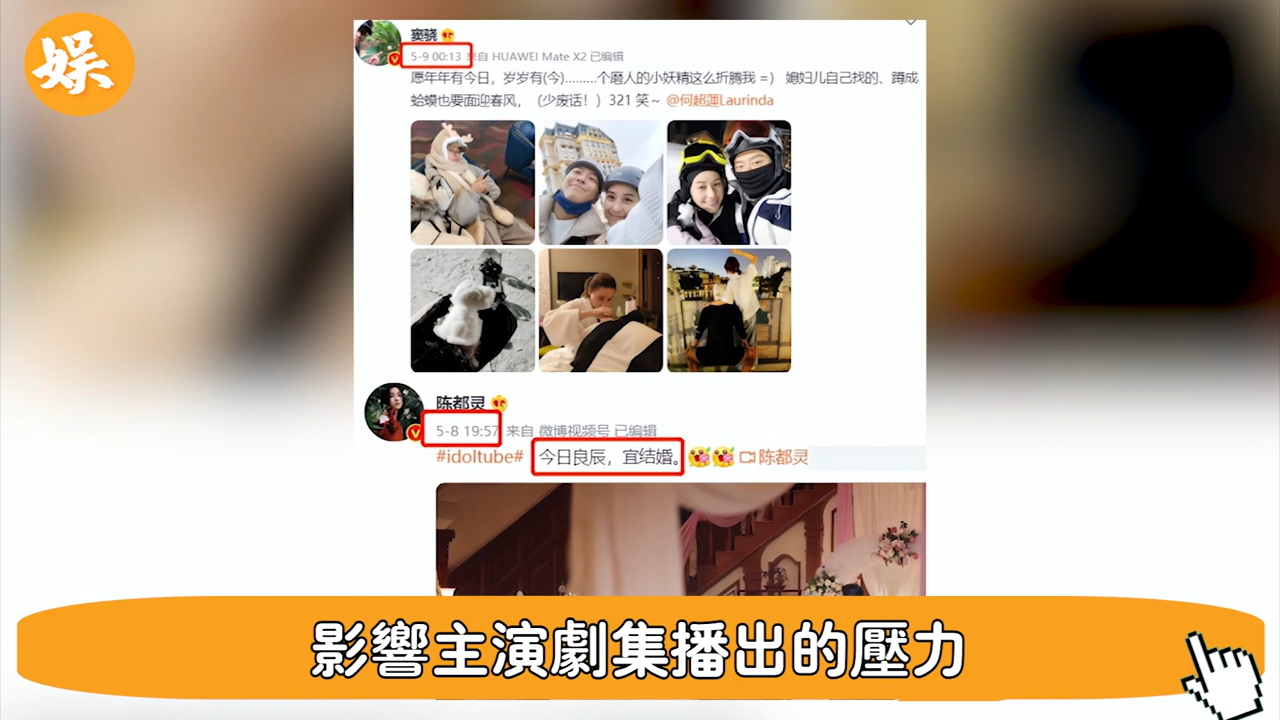 娱
窦骁
5-9 00:13 来自 HUAWEI Mate X2 已编辑
愿年年有今日，岁岁有(今)………个磨人的小妖精这么折腾我 =） 媳妇儿自己找的、蹲成
蛤蟆也要面迎春风，（少废话！）321 笑~ @何超蓮Laurinda
陈都灵
5-8 19:57 来自 微博视频号 已编辑
#idoltube# 今日良辰，宜结婚。 陈都灵
影響主演劇集播出的壓力